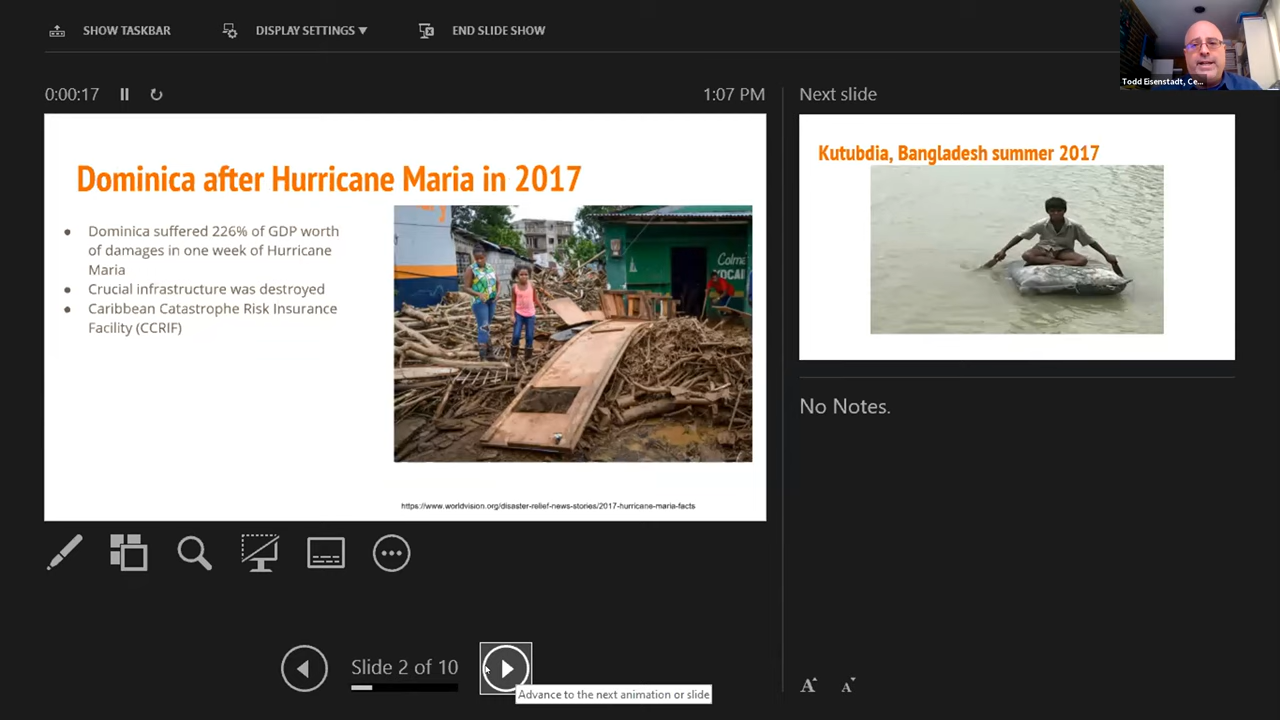 SHOW TASKBAR
DISPLAY SETTINGS ▼
END SLIDE SHOW
Todd Eisenstadt, Ce...
0:00:17
1:07 PM
Next slide
Dominica after Hurricane Maria in 2017
● Dominica suffered 226% of GDP worth
of damages in one week of Hurricane
Maria
● Crucial infrastructure was destroyed
● Caribbean Catastrophe Risk Insurance
Facility (CCRIF)
Colma
https://www.worldvision.org/disaster-relief-news-stories/2017-hurricane-maria-facts
Kutubdia, Bangladesh summer 2017
No Notes.
Slide 2 of 10
Advance to the next animation or slide
A A